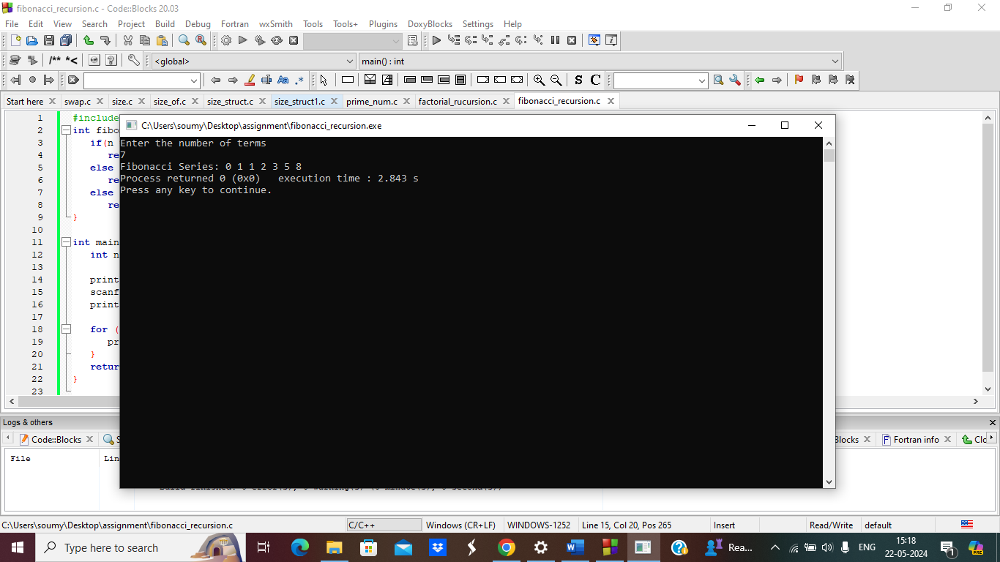 fibonacci_recursion.c - Code::Blocks 20.03
File Edit View Search Project Build Debug Fortran wxSmith Tools Tools+ Plugins DoxyBlocks Settings Help
/** *<
<global>
main() : int
Aa .*
S C
Start here
swap.c
size.c
size_of.c
size_struct.c
size_struct1.c
prime_num.c
factorial_rucursion.c
fibonacci_recursion.c
1 #include
2 int fibo
3 if(n
4 re
5 else
6 re
7 else
8 re
9 }
10
11 int main
12 int n
13
14 print
15 scanf
16 print
17
18 for (
19 pr
20 }
21 retur
22 }
23
C:\Users\soumy\Desktop\assignment\fibonacci_recursion.exe
Enter the number of terms
7
Fibonacci Series: 0 1 1 2 3 5 8
Process returned 0 (0x0)   execution time : 2.843 s
Press any key to continue.
Logs & others
Code::Blocks
S
Blocks
Fortran info
Clc
File
Lin
C:\Users\soumy\Desktop\assignment\fibonacci_recursion.c
C/C++
Windows (CR+LF)
WINDOWS-1252
Line 15, Col 20, Pos 265
Insert
Read/Write
default
Type here to search
Rea...
ENG
15:18
22-05-2024
1
PRE